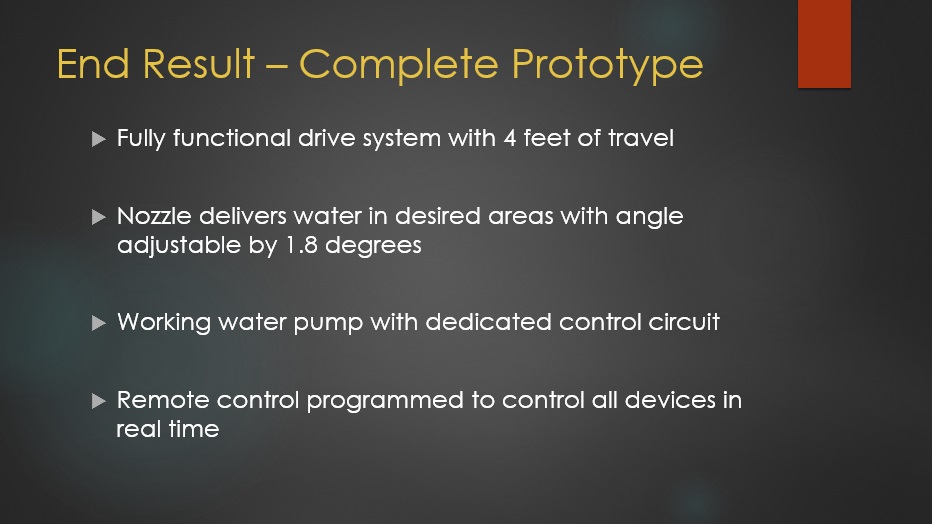 End Result – Complete Prototype
Fully functional drive system with 4 feet of travel
Nozzle delivers water in desired areas with angle
adjustable by 1.8 degrees
Working water pump with dedicated control circuit
Remote control programmed to control all devices in
real time